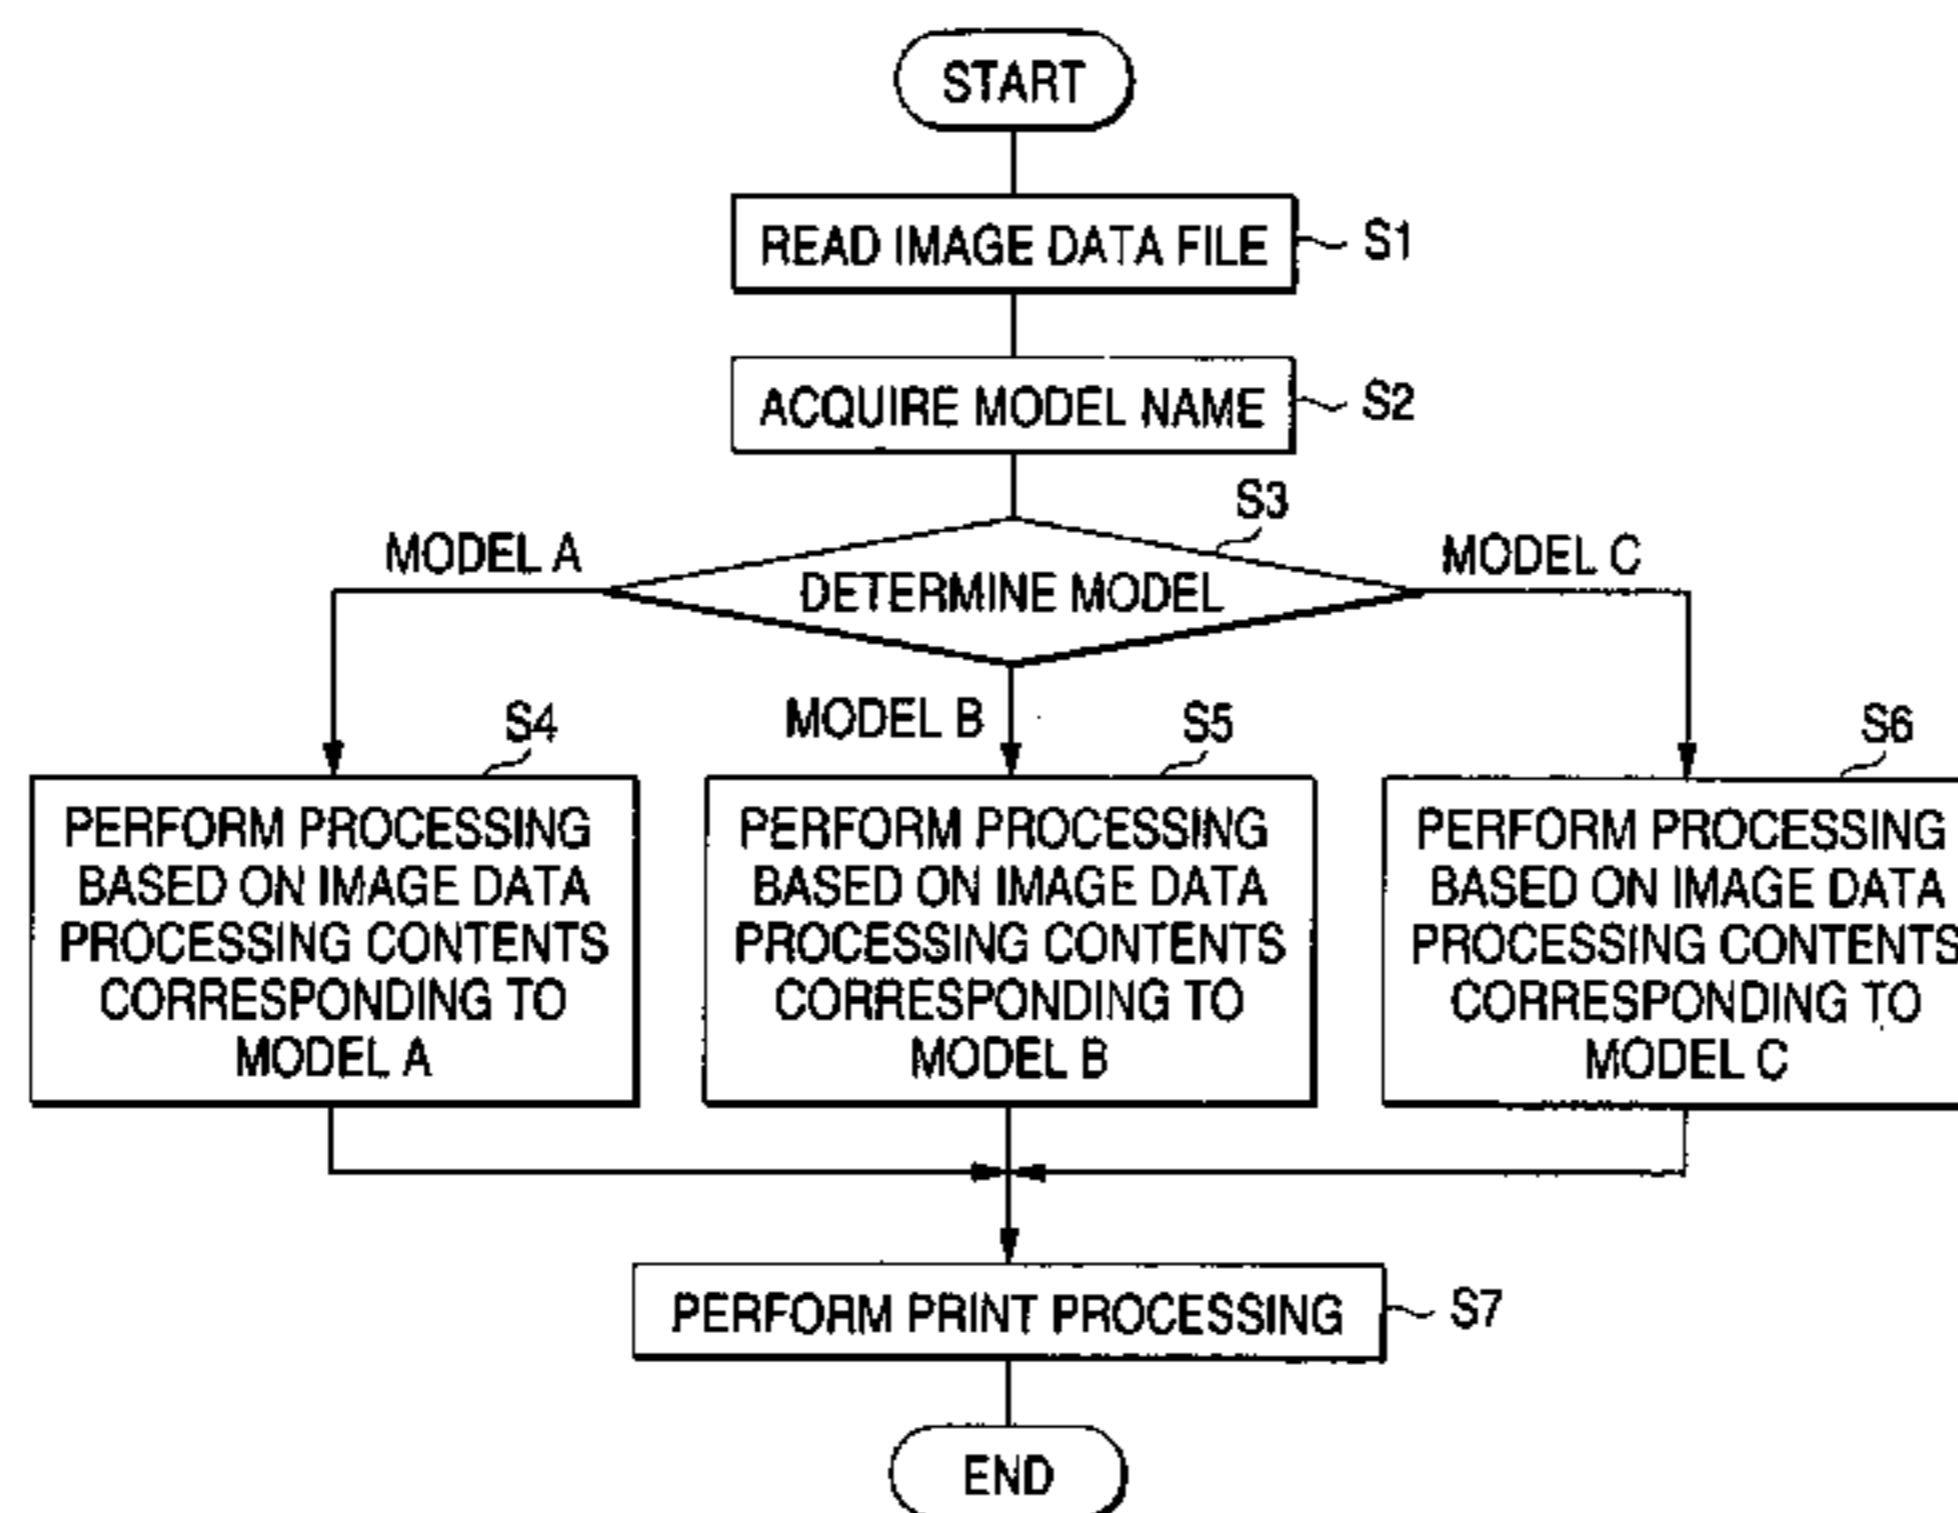 START
READ IMAGE DATA FILE
S1
ACQUIRE MODEL NAME
S2
S3
MODEL A
DETERMINE MODEL
MODEL C
MODEL B
S4
PERFORM PROCESSING
BASED ON IMAGE DATA
PROCESSING CONTENTS
CORRESPONDING TO
MODEL A
S5
PERFORM PROCESSING
BASED ON IMAGE DATA
PROCESSING CONTENTS
CORRESPONDING TO
MODEL B
S6
PERFORM PROCESSING
BASED ON IMAGE DATA
PROCESSING CONTENTS
CORRESPONDING TO
MODEL C
PERFORM PRINT PROCESSING
S7
END